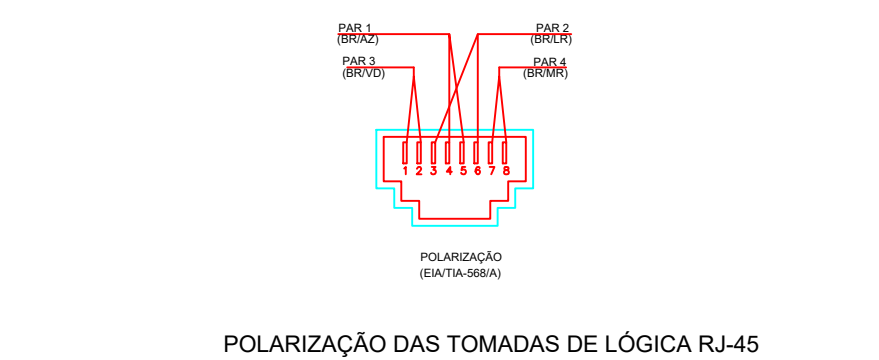 PAR 1
(BR/AZ)
PAR 2
(BR/LR)
PAR 3
(BR/VD)
PAR 4
(BR/MR)
1 2 3 4 5 6 7 8
POLARIZAÇÃO
(EIA/TIA-568/A)
POLARIZAÇÃO DAS TOMADAS DE LÓGICA RJ-45